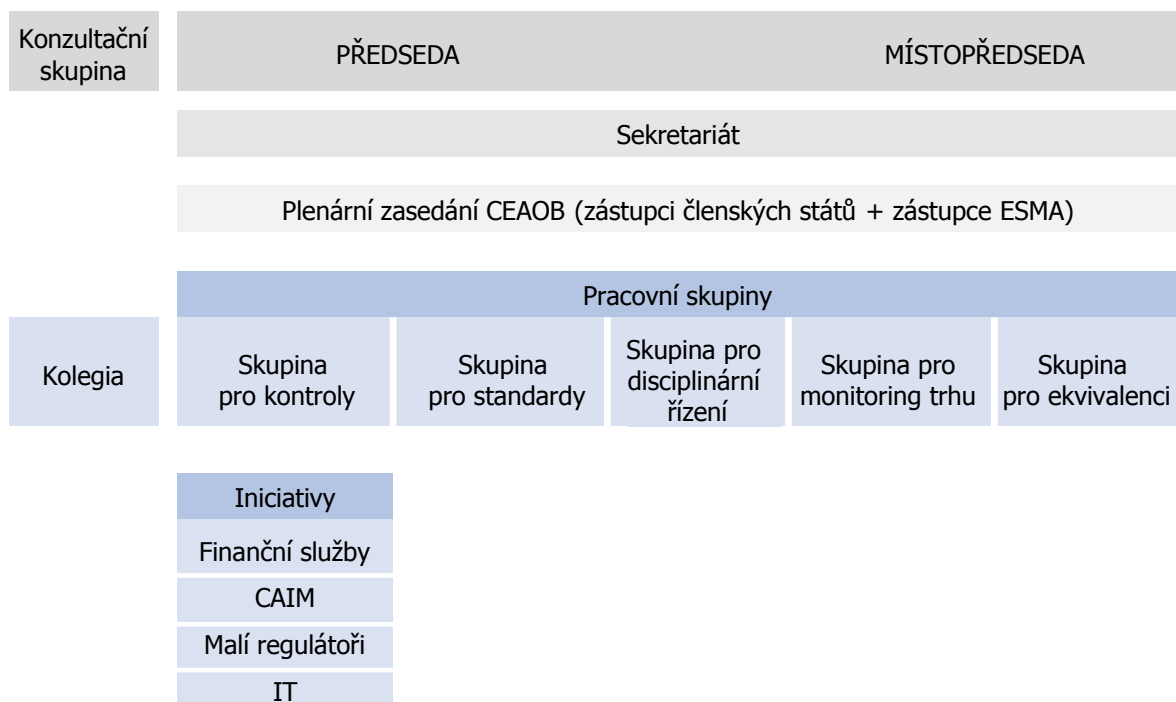 Konzultační
skupina
PŘEDSEDA
MÍSTOPŘEDSEDA
Sekretariát
Plenární zasedání CEAOB (zástupci členských států + zástupce ESMA)
Pracovní skupiny
Kolegia
Skupina
pro kontroly
Skupina
pro standardy
Skupina pro
disciplinární
řízení
Skupina pro
monitoring trhu
Skupina
pro ekvivalenci
Iniciativy
Finanční služby
CAIM
Malí regulátoři
IT